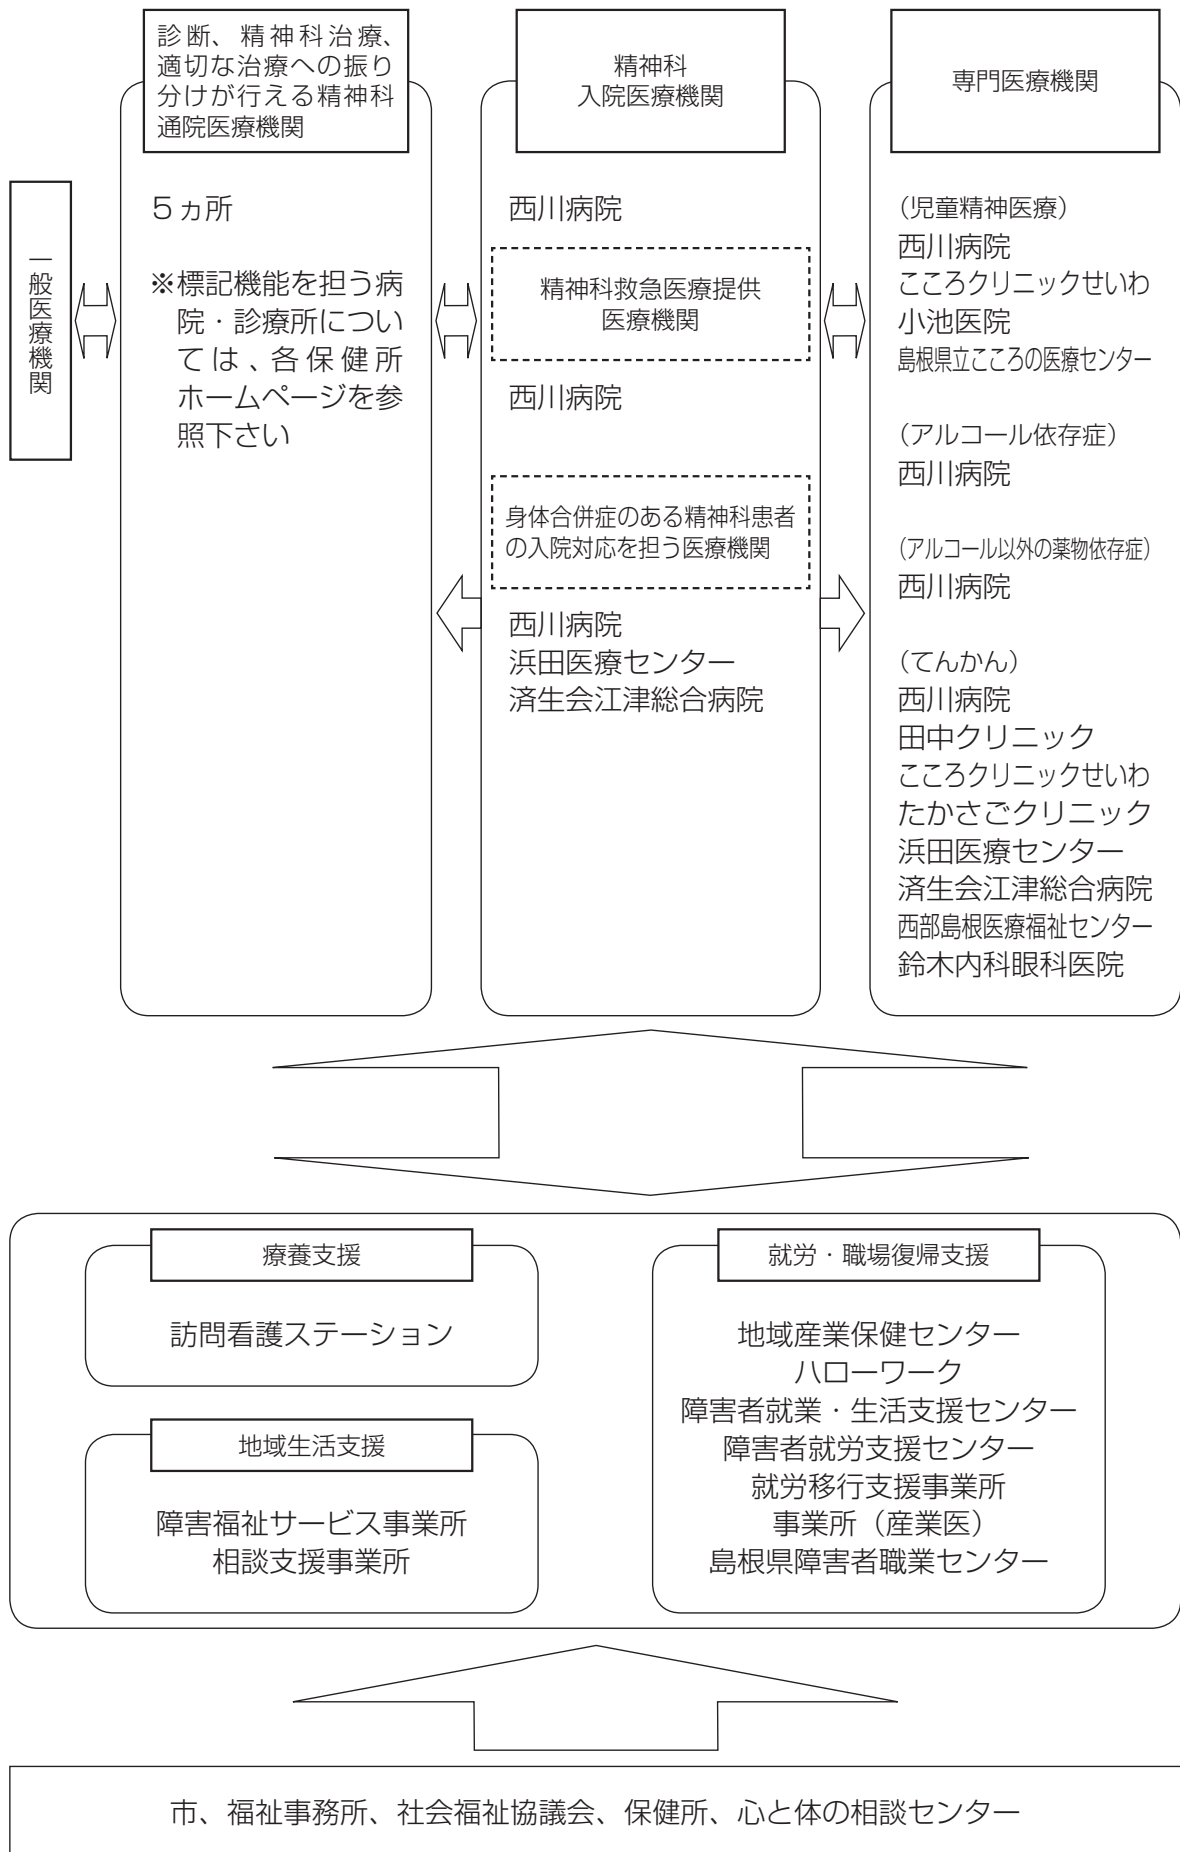 一般医療機関
診断、精神科治療、
適切な治療への振り
分けが行える精神科
通院医療機関
5ヵ所
※標記機能を担う病
院・診療所につい
ては、各保健所
ホームページを参
照下さい
精神科
入院医療機関
西川病院
精神科救急医療提供
医療機関
西川病院
身体合併症のある精神科患者
の入院対応を担う医療機関
西川病院
浜田医療センター
済生会江津総合病院
専門医療機関
(児童精神医療)
西川病院
こころクリニックせいわ
小池医院
島根県立こころの医療センター
(アルコール依存症)
西川病院
(アルコール以外の薬物依存症)
西川病院
(てんかん)
西川病院
田中クリニック
こころクリニックせいわ
たかさごクリニック
浜田医療センター
済生会江津総合病院
西部島根医療福祉センター
鈴木内科眼科医院
療養支援
訪問看護ステーション
地域生活支援
障害福祉サービス事業所
相談支援事業所
就労・職場復帰支援
地域産業保健センター
ハローワーク
障害者就業・生活支援センター
障害者就労支援センター
就労移行支援事業所
事業所（産業医）
島根県障害者職業センター
市、福祉事務所、社会福祉協議会、保健所、心と体の相談センター